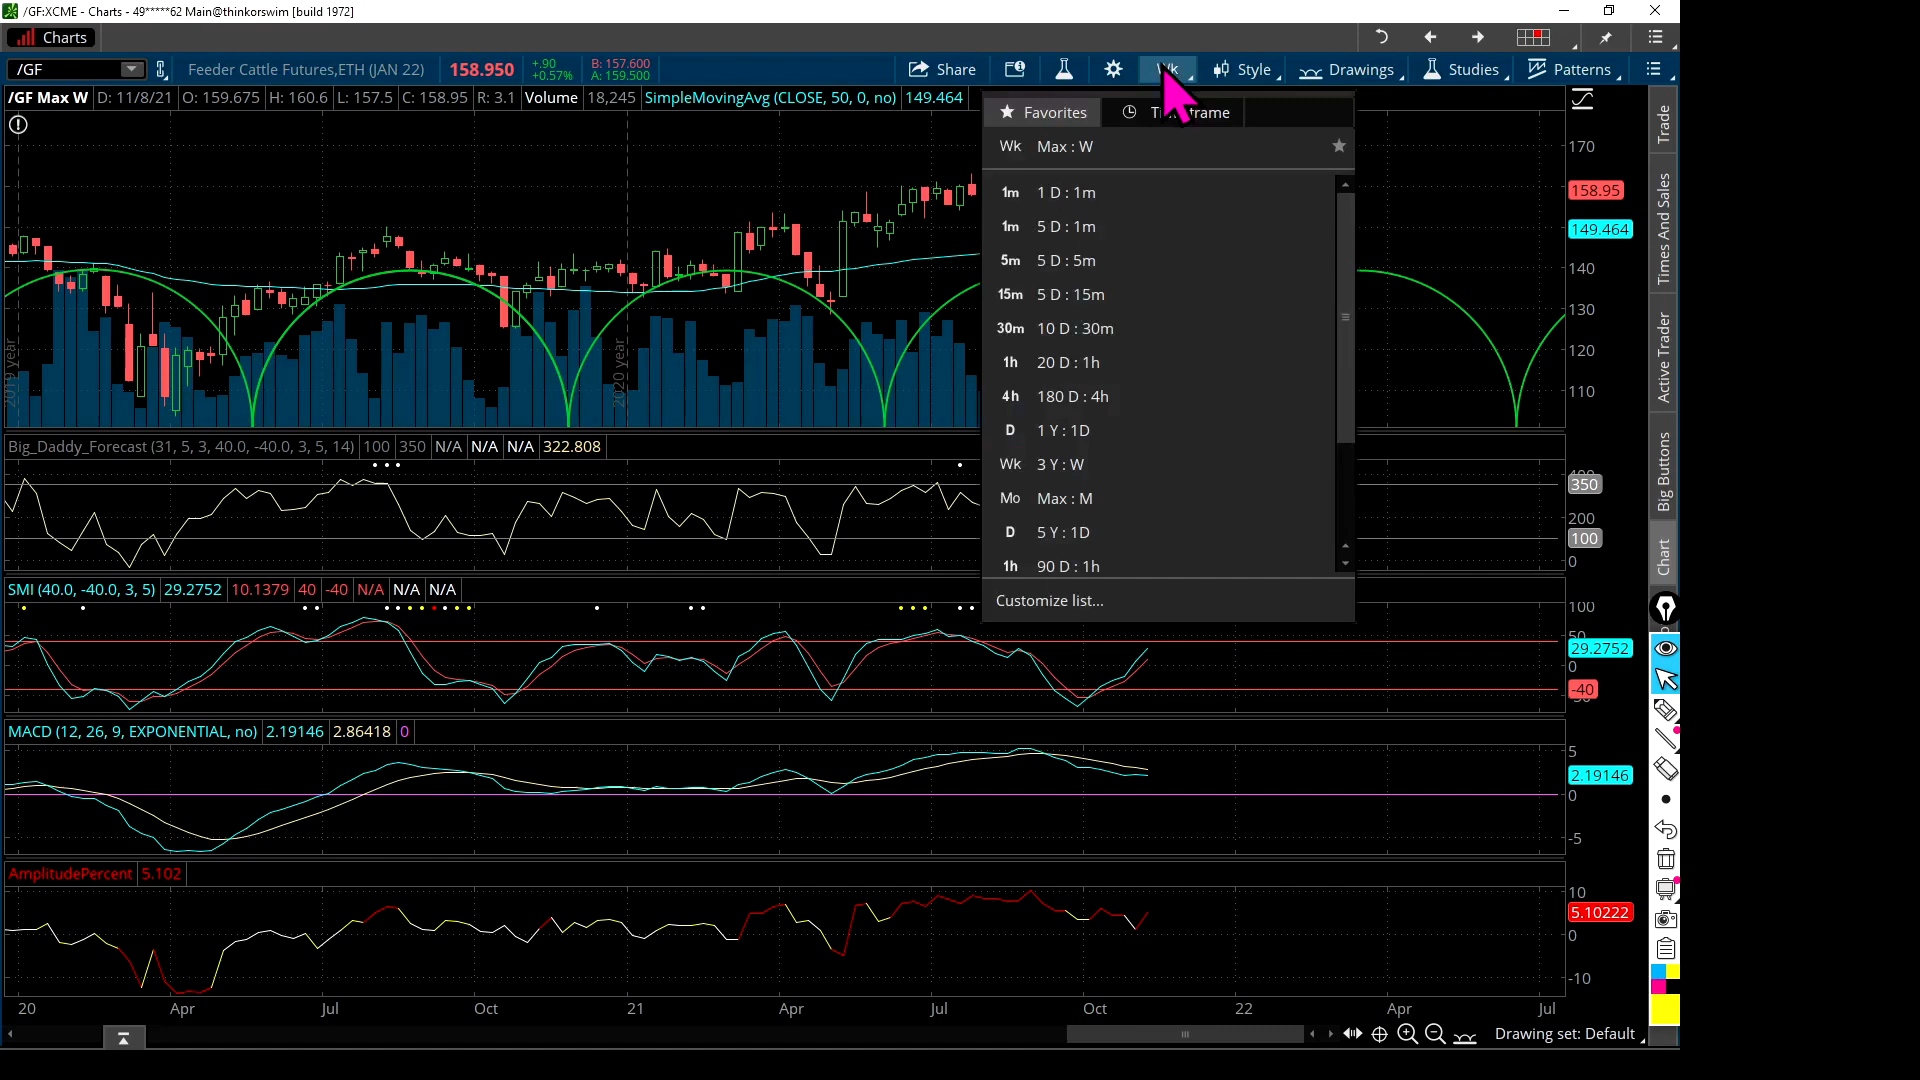 /GF:XCME - Charts - 49*****62 Main@thinkorswim [build 1972]
Charts
/GF Feeder Cattle Futures,ETH (JAN 22) 158.950 +.90 +0.57% B: 157.600 A: 159.500 Share Wk Style Drawings Studies Patterns
/GF Max W D: 11/8/21 O: 159.675 H: 160.6 L: 157.5 C: 158.95 R: 3.1 Volume 18,245 SimpleMovingAvg (CLOSE, 50, 0, no) 149.464
Favorites
Wk Max : W
1m 1 D : 1m
1m 5 D : 1m
5m 5 D : 5m
15m 5 D : 15m
30m 10 D : 30m
1h 20 D : 1h
4h 180 D : 4h
D 1 Y : 1D
Wk 3 Y : W
Mo Max : M
D 5 Y : 1D
1h 90 D : 1h
Customize list...
170
158.95
149.464
140
130
120
110
2019 year
2020 year
Big_Daddy_Forecast (31, 5, 3, 40.0, -40.0, 3, 5, 14) 100 350 N/A N/A N/A 322.808
400
350
200
100
0
SMI (40.0, -40.0, 3, 5) 29.2752 10.1379 40 -40 N/A N/A N/A
100
50
29.2752
0
-40
MACD (12, 26, 9, EXPONENTIAL, no) 2.19146 2.86418 0
5
2.19146
0
-5
AmplitudePercent 5.102
10
5.10222
0
-10
20 Apr Jul Oct 21 Apr Jul Oct 22 Apr Jul
Drawing set: Default
Trade
Times And Sales
Active Trader
Big Buttons
Chart